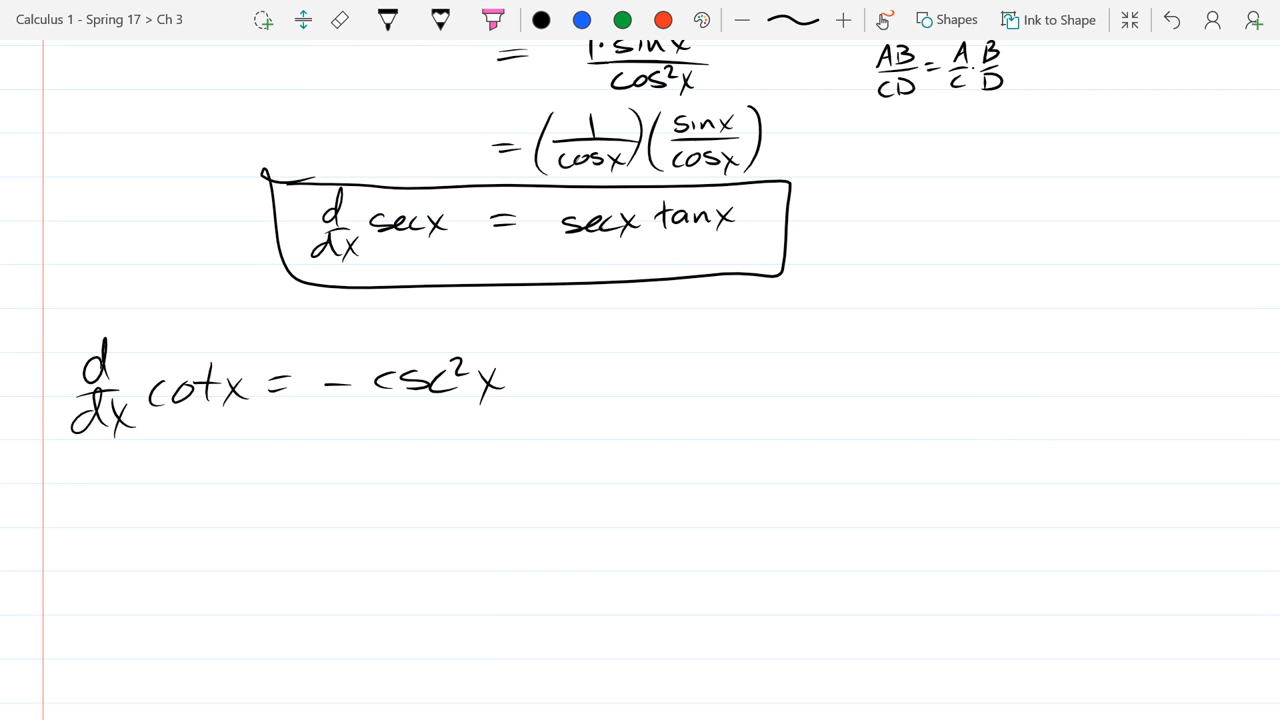 Calculus 1 - Spring 17 > Ch 3
Shapes
Ink to Shape
= 1·sinx / cos²x
AB/CD = A/C · B/D
= (1/cosx)(sinx/cosx)
d/dx secx = secx tanx
d/dx cotx = - csc²x